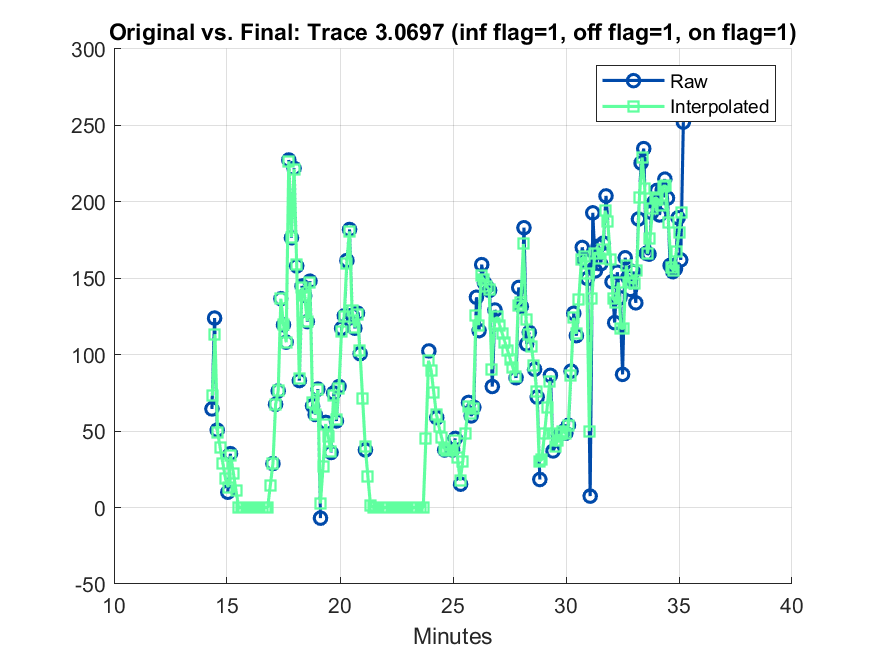 Original vs. Final: Trace 3.0697 (inf flag=1, off flag=1, on flag=1)
300
250
200
150
100
50
0
-50
10 15 20 25 30 35 40
Minutes
Raw
Interpolated